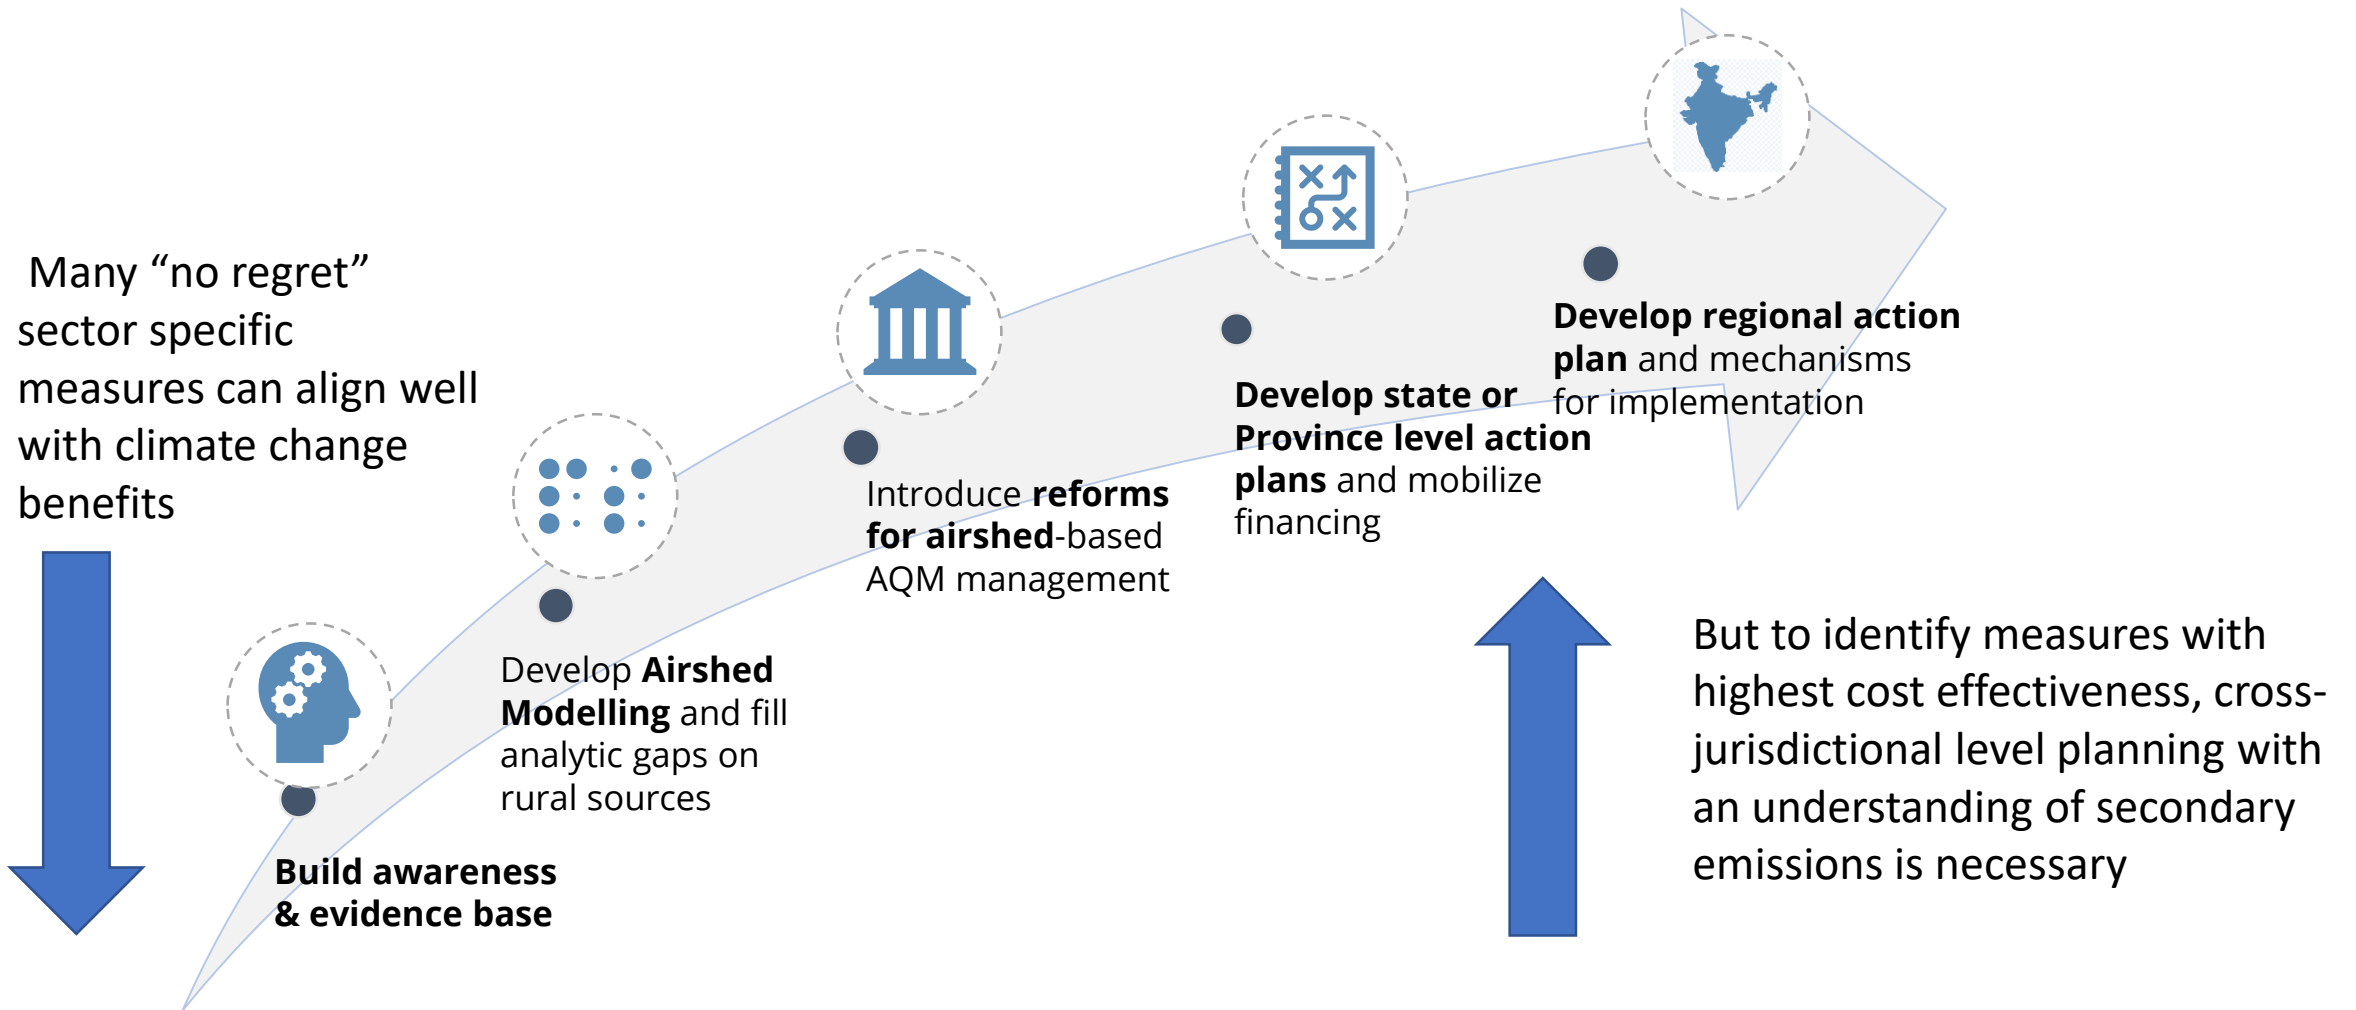 Many “no regret”
sector specific
measures can align well
with climate change
benefits
Build awareness
& evidence base
Develop Airshed
Modelling and fill
analytic gaps on
rural sources
Introduce reforms
for airshed-based
AQM management
Develop state or
Province level action
plans and mobilize
financing
Develop regional action
plan and mechanisms
for implementation
But to identify measures with
highest cost effectiveness, cross-
jurisdictional level planning with
an understanding of secondary
emissions is necessary